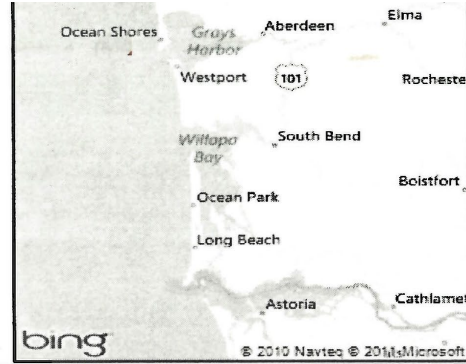 Elma
Aberdeen
Ocean Shores
Grays
Harbor
Westport
101
Rocheste
South Bend
Willapa
Bay
Boistfort
Ocean Park
Long Beach
Astoria
Cathlamet
bing
© 2010 Navteq © 2011 Microsoft